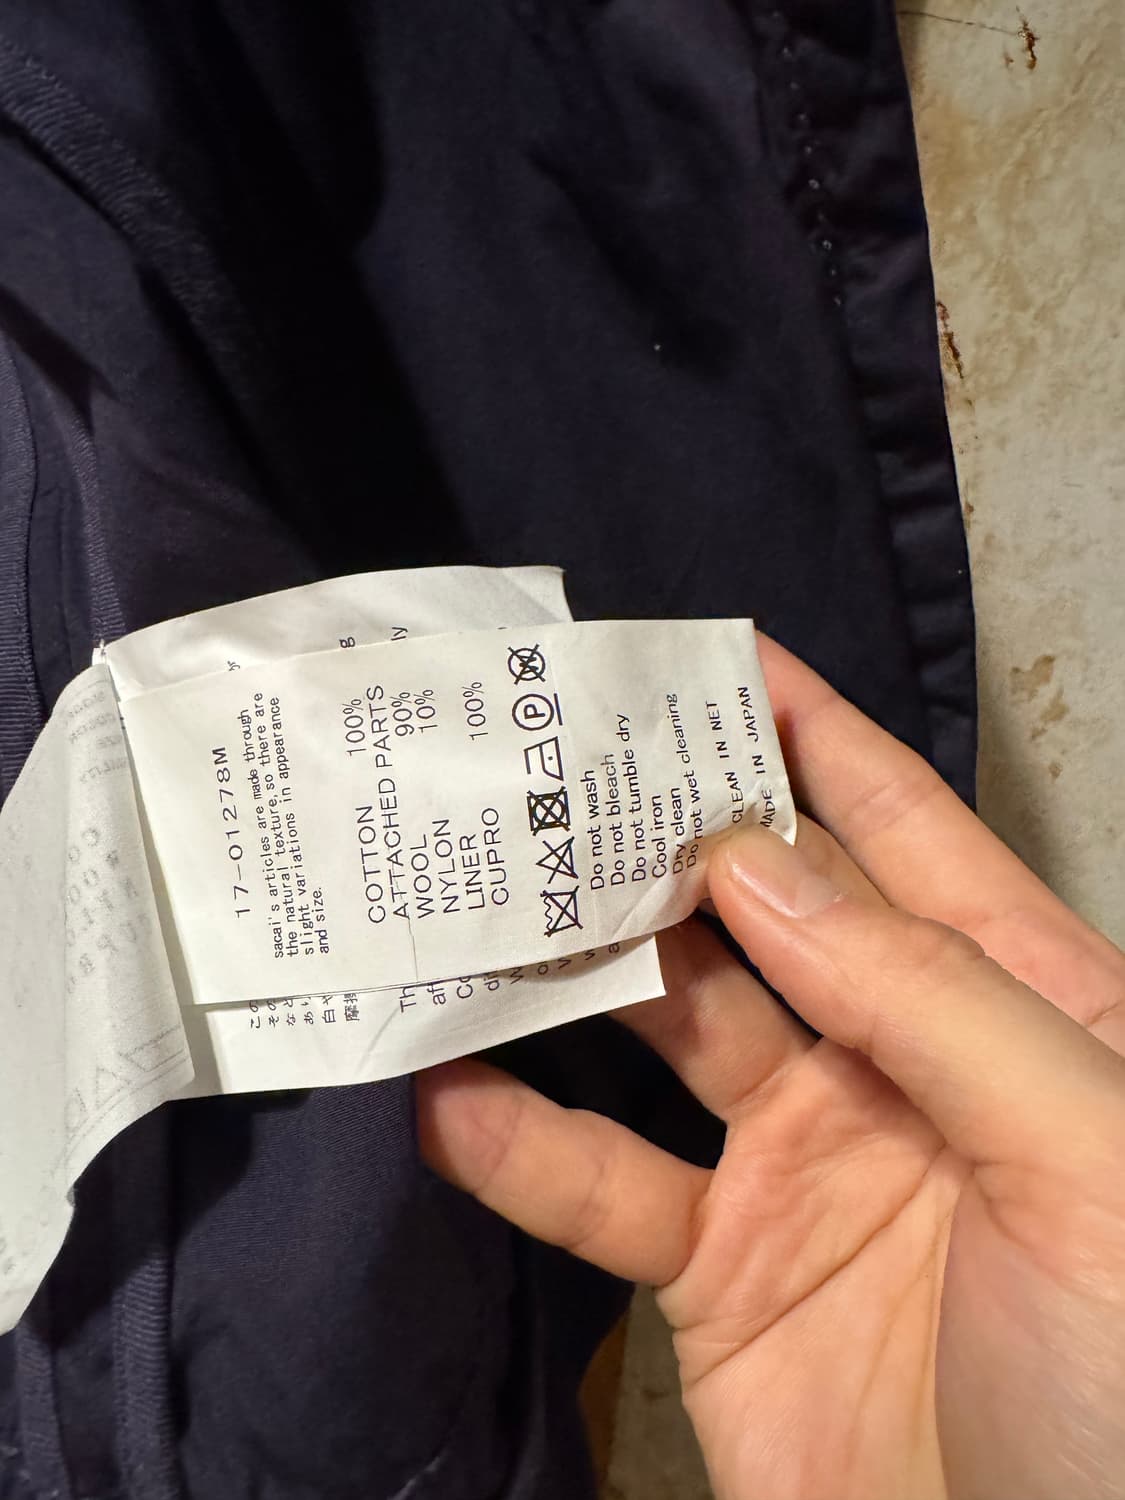 17-01278M
sacai's articles are made through
the natural texture, so there are
slight variations in appearance
and size.
COTTON 100%
ATTACHED PARTS
WOOL 90%
NYLON 10%
LINER
CUPRO 100%
P
W
Do not wash
Do not bleach
Do not tumble dry
Cool iron
Dry clean
Do not wet cleaning
CLEAN IN NET
MADE IN JAPAN